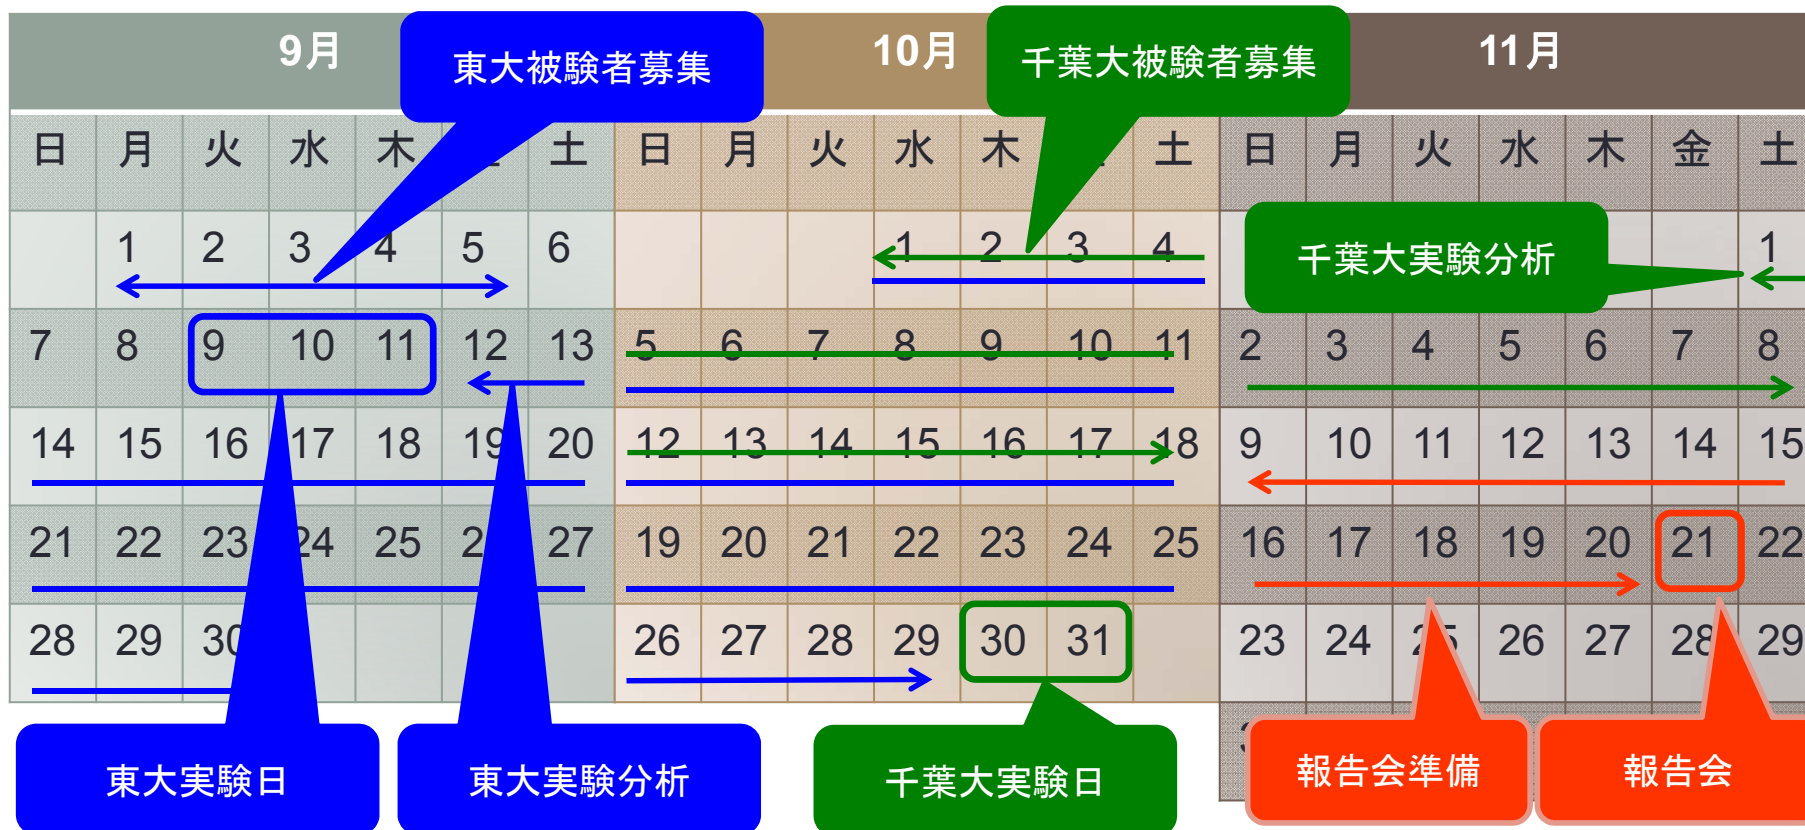 9月 10月 11月
東大被験者募集
千葉大被験者募集
日 月 火 水 木 土 日 月 火 水 木 土 日 月 火 水 木 金 土
1 2 3 4 5 6 1 2 3 4 1
千葉大実験分析
7 8 9 10 11 12 13 5 6 7 8 9 10 11 2 3 4 5 6 7 8
14 15 16 17 18 19 20 12 13 14 15 16 17 18 9 10 11 12 13 14 15
21 22 23 24 25 27 19 20 21 22 23 24 25 16 17 18 19 20 21 22
28 29 30 26 27 28 29 30 31 23 24 25 26 27 28 29
東大実験日
東大実験分析
千葉大実験日
報告会準備
報告会